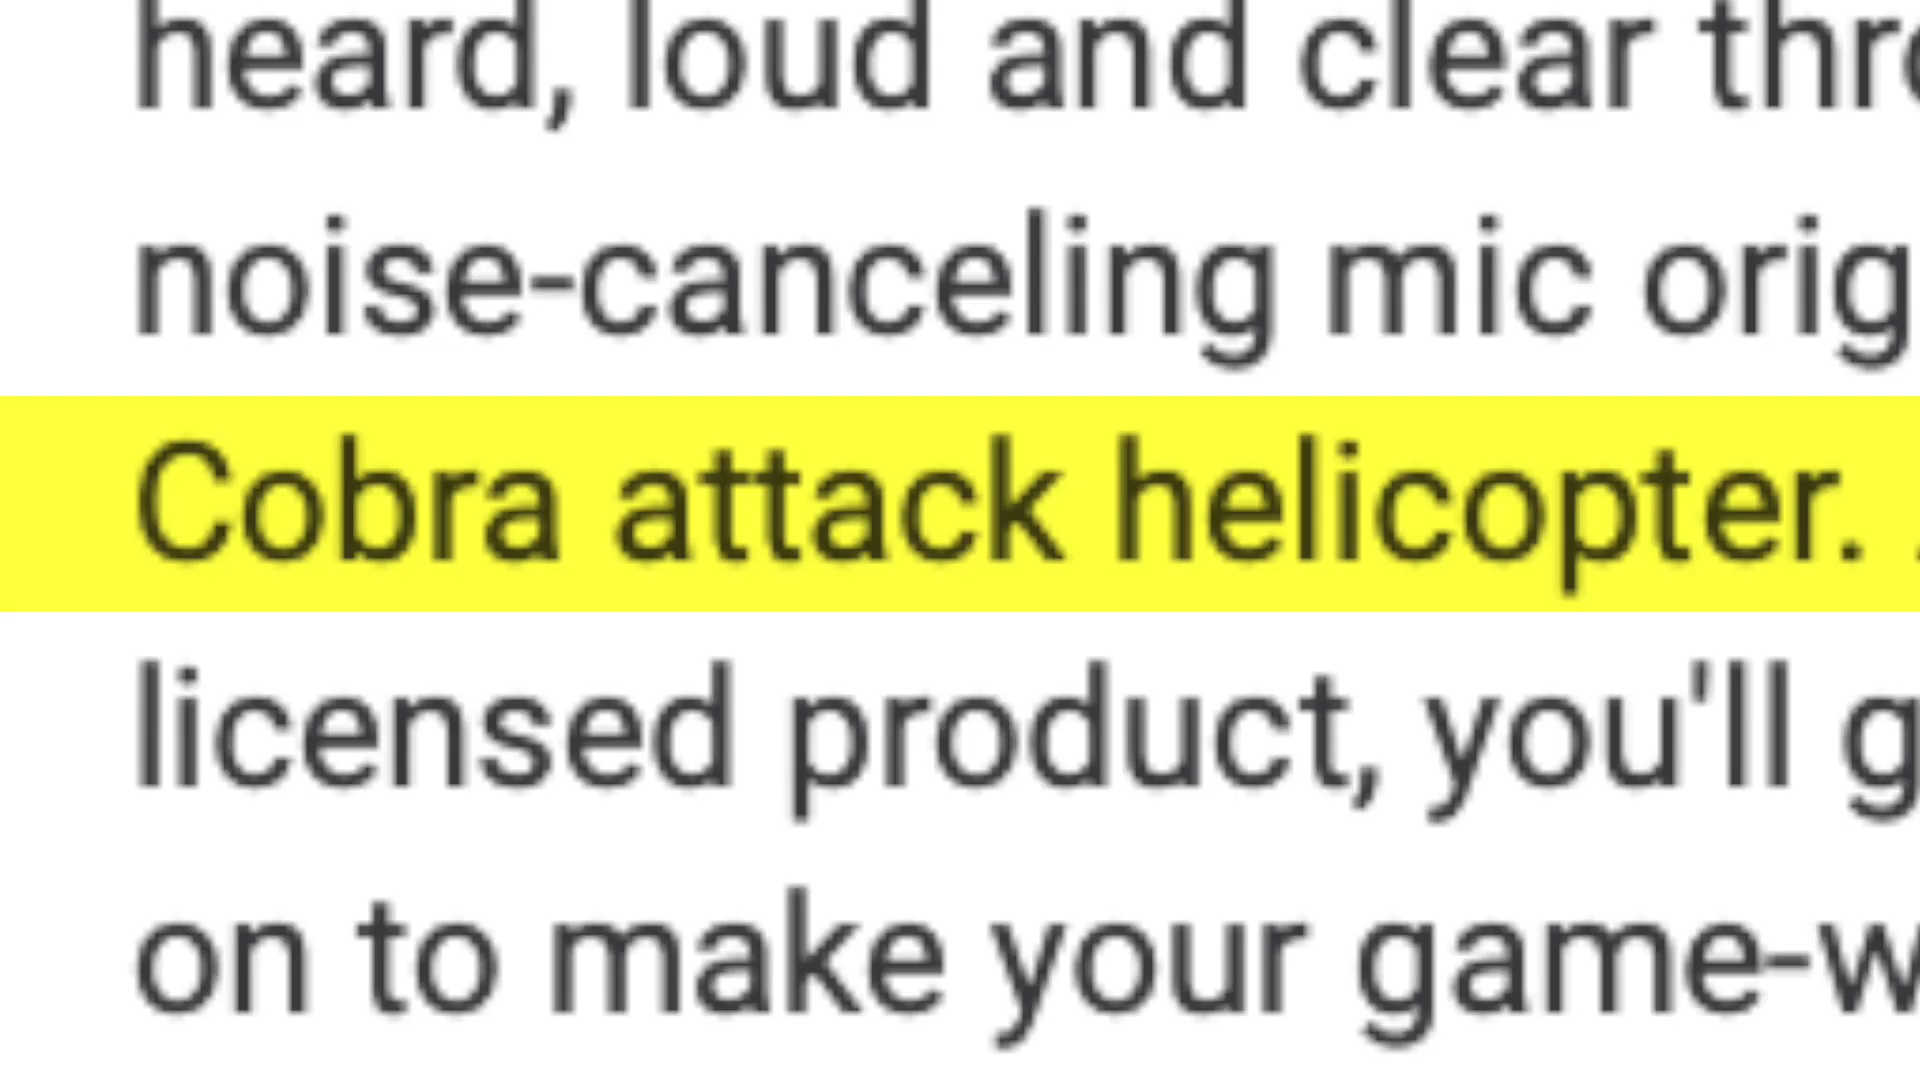 heard, loud and clear thro
noise-canceling mic orig
Cobra attack helicopter.
licensed product, you'll g
on to make your game-w